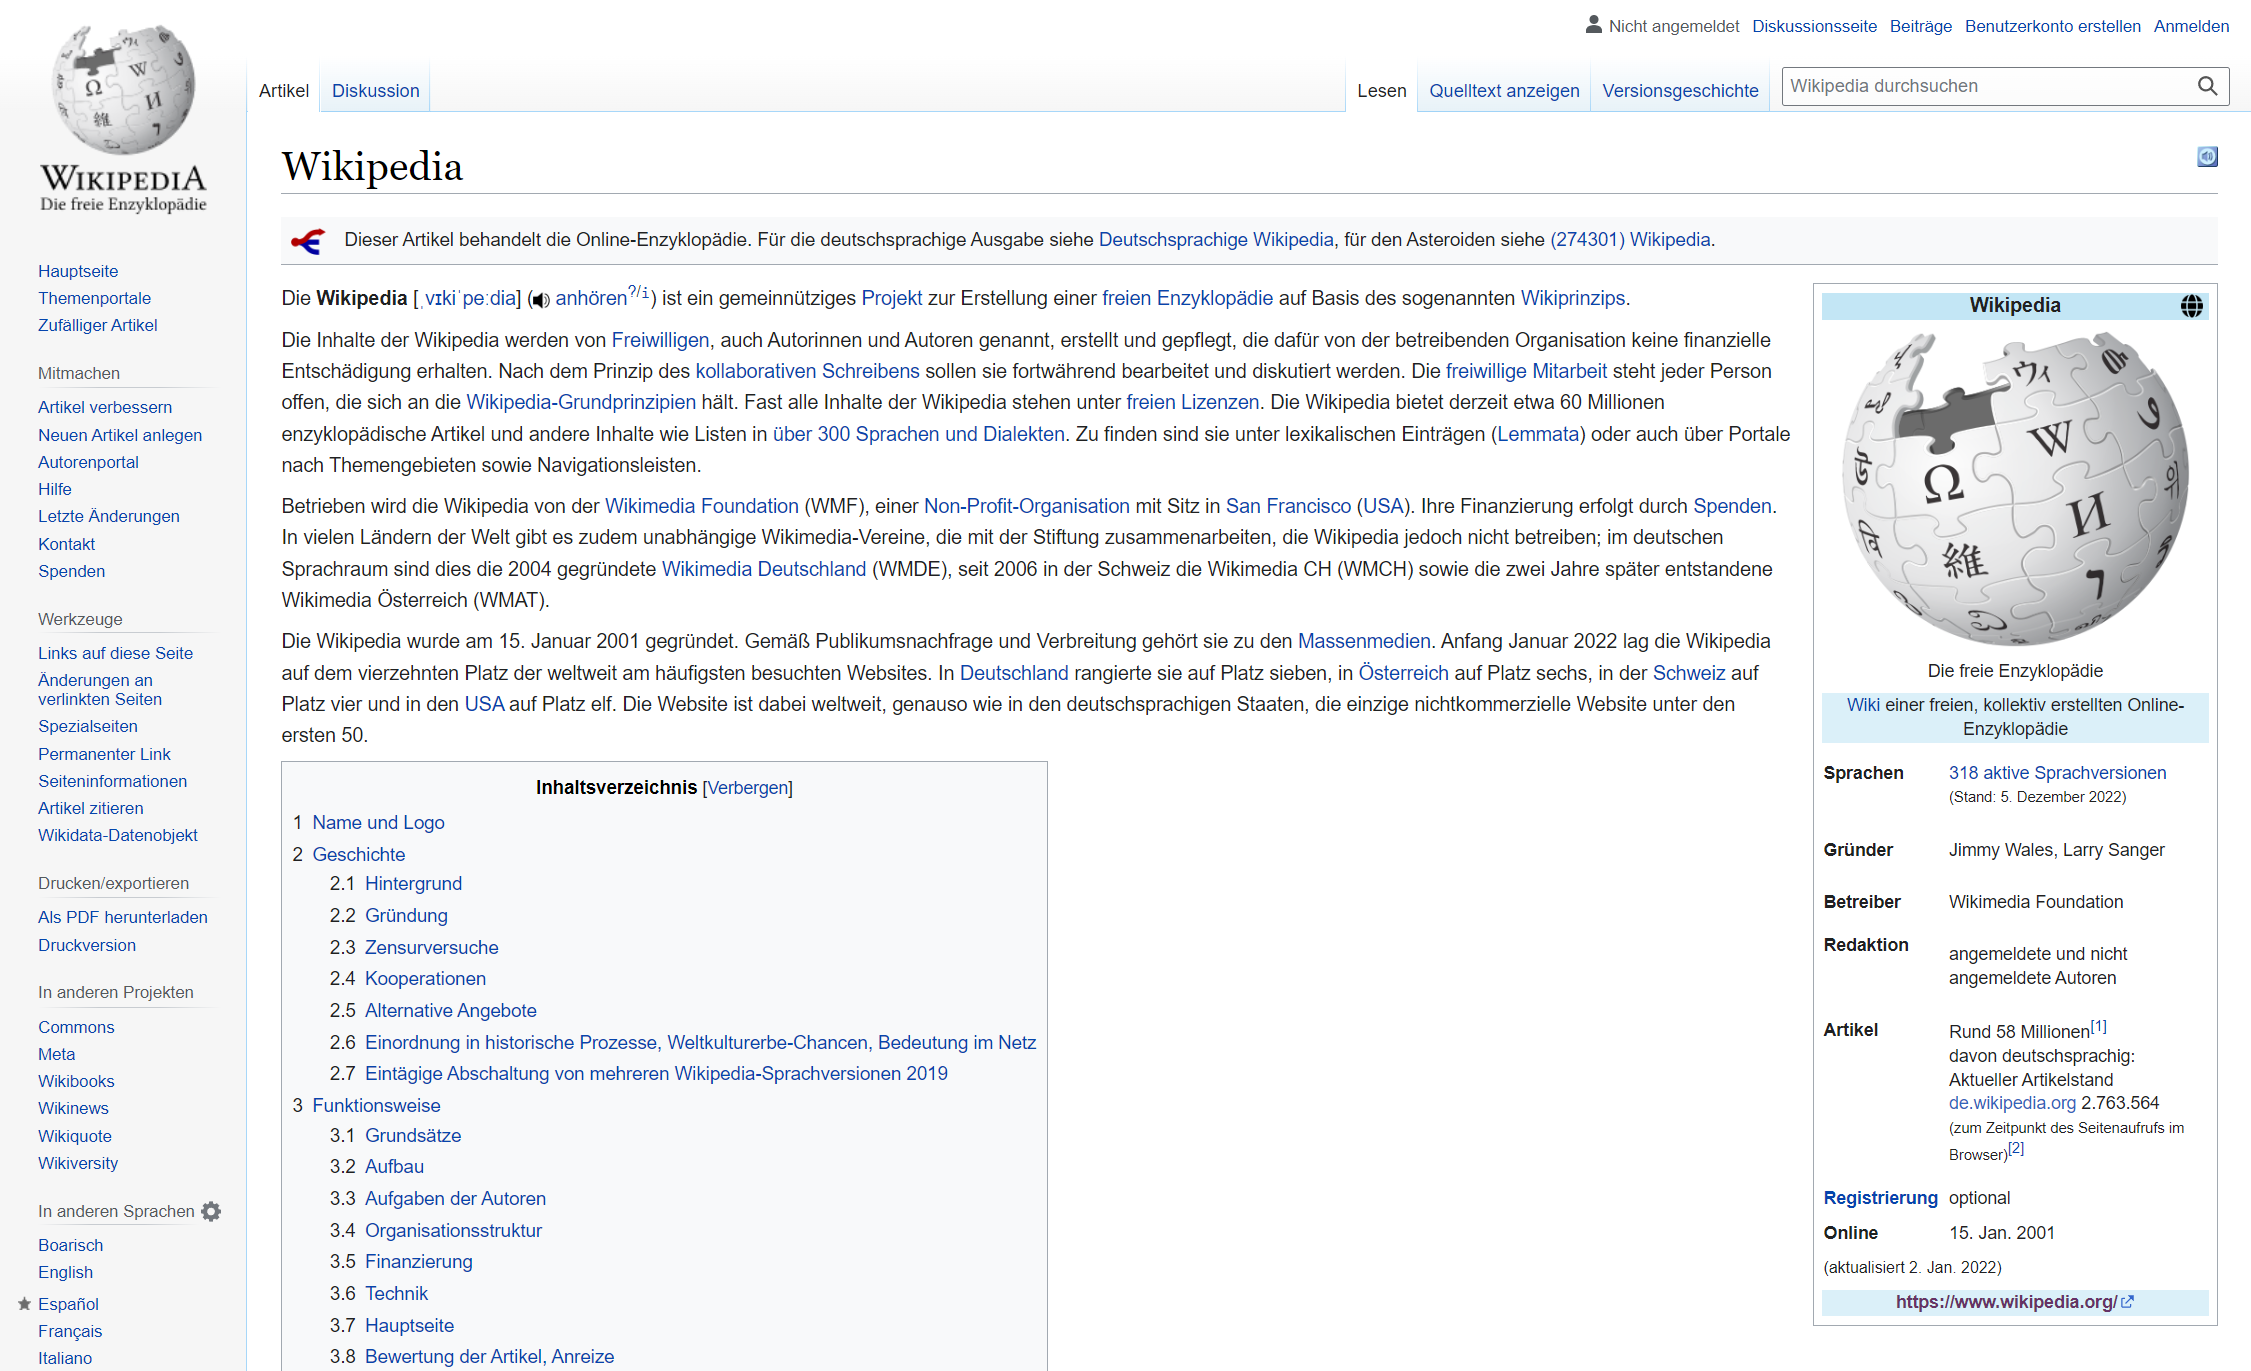 WIKIPEDIA
Die freie Enzyklopädie
Nicht angemeldet Diskussionsseite Beiträge Benutzerkonto erstellen Anmelden
Artikel Diskussion Lesen Quelltext anzeigen Versionsgeschichte Wikipedia durchsuchen
Hauptseite
Themenportale
Zufälliger Artikel
Mitmachen
Artikel verbessern
Neuen Artikel anlegen
Autorenportal
Hilfe
Letzte Änderungen
Kontakt
Spenden
Werkzeuge
Links auf diese Seite
Änderungen an
verlinkten Seiten
Spezialseiten
Permanenter Link
Seiteninformationen
Artikel zitieren
Wikidata-Datenobjekt
Drucken/exportieren
Als PDF herunterladen
Druckversion
In anderen Projekten
Commons
Meta
Wikibooks
Wikinews
Wikiquote
Wikiversity
In anderen Sprachen
Boarisch
English
Español
Français
Italiano
Wikipedia
Dieser Artikel behandelt die Online-Enzyklopädie. Für die deutschsprachige Ausgabe siehe Deutschsprachige Wikipedia, für den Asteroiden siehe (274301) Wikipedia.
Die Wikipedia [ˌvɪkiˈpeːdia] (anhören?/i) ist ein gemeinnütziges Projekt zur Erstellung einer freien Enzyklopädie auf Basis des sogenannten Wikiprinzips.
Die Inhalte der Wikipedia werden von Freiwilligen, auch Autorinnen und Autoren genannt, erstellt und gepflegt, die dafür von der betreibenden Organisation keine finanzielle
Entschädigung erhalten. Nach dem Prinzip des kollaborativen Schreibens sollen sie fortwährend bearbeitet und diskutiert werden. Die freiwillige Mitarbeit steht jeder Person
offen, die sich an die Wikipedia-Grundprinzipien hält. Fast alle Inhalte der Wikipedia stehen unter freien Lizenzen. Die Wikipedia bietet derzeit etwa 60 Millionen
enzyklopädische Artikel und andere Inhalte wie Listen in über 300 Sprachen und Dialekten. Zu finden sind sie unter lexikalischen Einträgen (Lemmata) oder auch über Portale
nach Themengebieten sowie Navigationsleisten.
Betrieben wird die Wikipedia von der Wikimedia Foundation (WMF), einer Non-Profit-Organisation mit Sitz in San Francisco (USA). Ihre Finanzierung erfolgt durch Spenden.
In vielen Ländern der Welt gibt es zudem unabhängige Wikimedia-Vereine, die mit der Stiftung zusammenarbeiten, die Wikipedia jedoch nicht betreiben; im deutschen
Sprachraum sind dies die 2004 gegründete Wikimedia Deutschland (WMDE), seit 2006 in der Schweiz die Wikimedia CH (WMCH) sowie die zwei Jahre später entstandene
Wikimedia Österreich (WMAT).
Die Wikipedia wurde am 15. Januar 2001 gegründet. Gemäß Publikumsnachfrage und Verbreitung gehört sie zu den Massenmedien. Anfang Januar 2022 lag die Wikipedia
auf dem vierzehnten Platz der weltweit am häufigsten besuchten Websites. In Deutschland rangierte sie auf Platz sieben, in Österreich auf Platz sechs, in der Schweiz auf
Platz vier und in den USA auf Platz elf. Die Website ist dabei weltweit, genauso wie in den deutschsprachigen Staaten, die einzige nichtkommerzielle Website unter den
ersten 50.
Inhaltsverzeichnis [Verbergen]
1 Name und Logo
2 Geschichte
2.1 Hintergrund
2.2 Gründung
2.3 Zensurversuche
2.4 Kooperationen
2.5 Alternative Angebote
2.6 Einordnung in historische Prozesse, Weltkulturerbe-Chancen, Bedeutung im Netz
2.7 Eintägige Abschaltung von mehreren Wikipedia-Sprachversionen 2019
3 Funktionsweise
3.1 Grundsätze
3.2 Aufbau
3.3 Aufgaben der Autoren
3.4 Organisationsstruktur
3.5 Finanzierung
3.6 Technik
3.7 Hauptseite
3.8 Bewertung der Artikel, Anreize
Wikipedia
Ω W И 維
Die freie Enzyklopädie
Wiki einer freien, kollektiv erstellten Online-
Enzyklopädie
Sprachen 318 aktive Sprachversionen
(Stand: 5. Dezember 2022)
Gründer Jimmy Wales, Larry Sanger
Betreiber Wikimedia Foundation
Redaktion angemeldete und nicht
angemeldete Autoren
Artikel Rund 58 Millionen[1]
davon deutschsprachig:
Aktueller Artikelstand
de.wikipedia.org 2.763.564
(zum Zeitpunkt des Seitenaufrufs im
Browser)[2]
Registrierung optional
Online 15. Jan. 2001
(aktualisiert 2. Jan. 2022)
https://www.wikipedia.org/